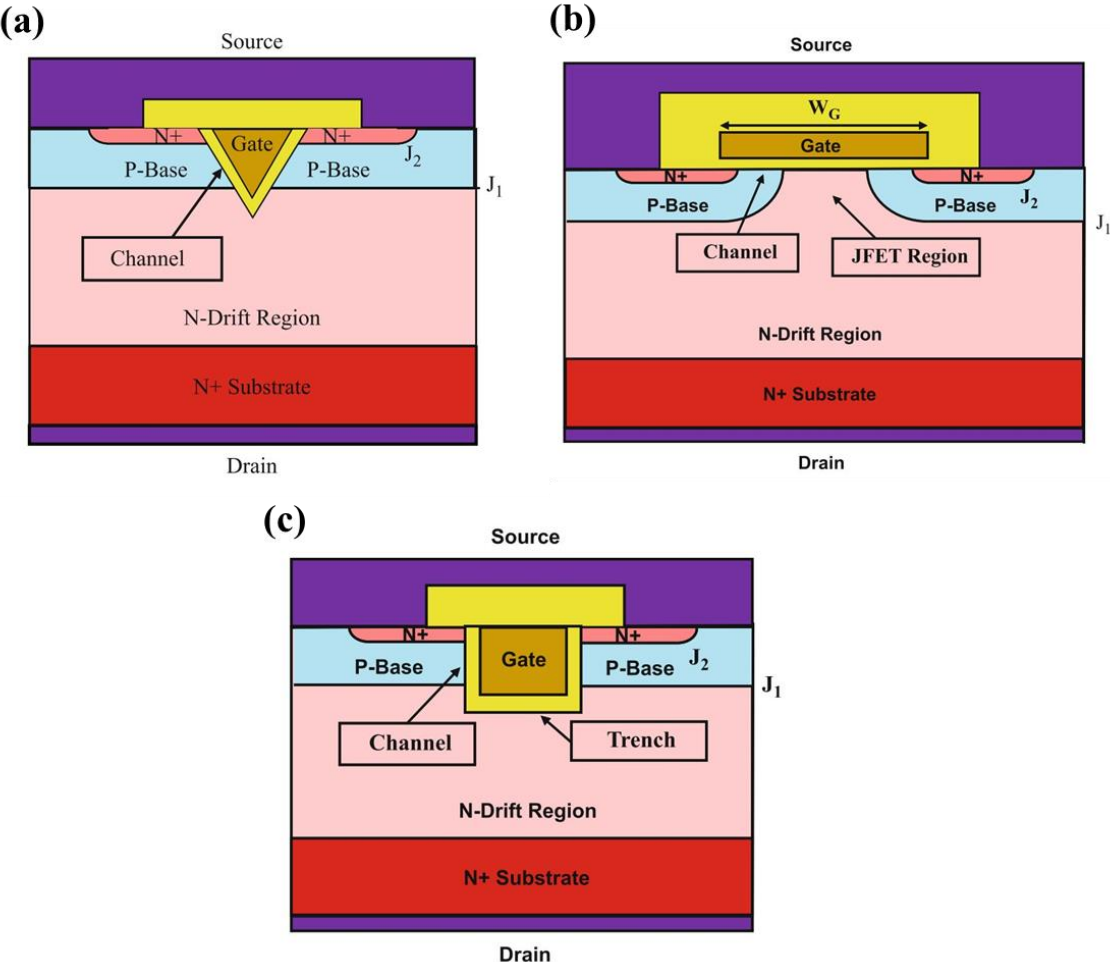 (a)
Source
N+
Gate
N+
J2
P-Base
P-Base
J1
Channel
N-Drift Region
N+ Substrate
Drain
(b)
Source
WG
Gate
N+
N+
J2
P-Base
P-Base
J1
Channel
JFET Region
N-Drift Region
N+ Substrate
Drain
(c)
Source
N+
N+
Gate
P-Base
P-Base
J2
J1
Channel
Trench
N-Drift Region
N+ Substrate
Drain